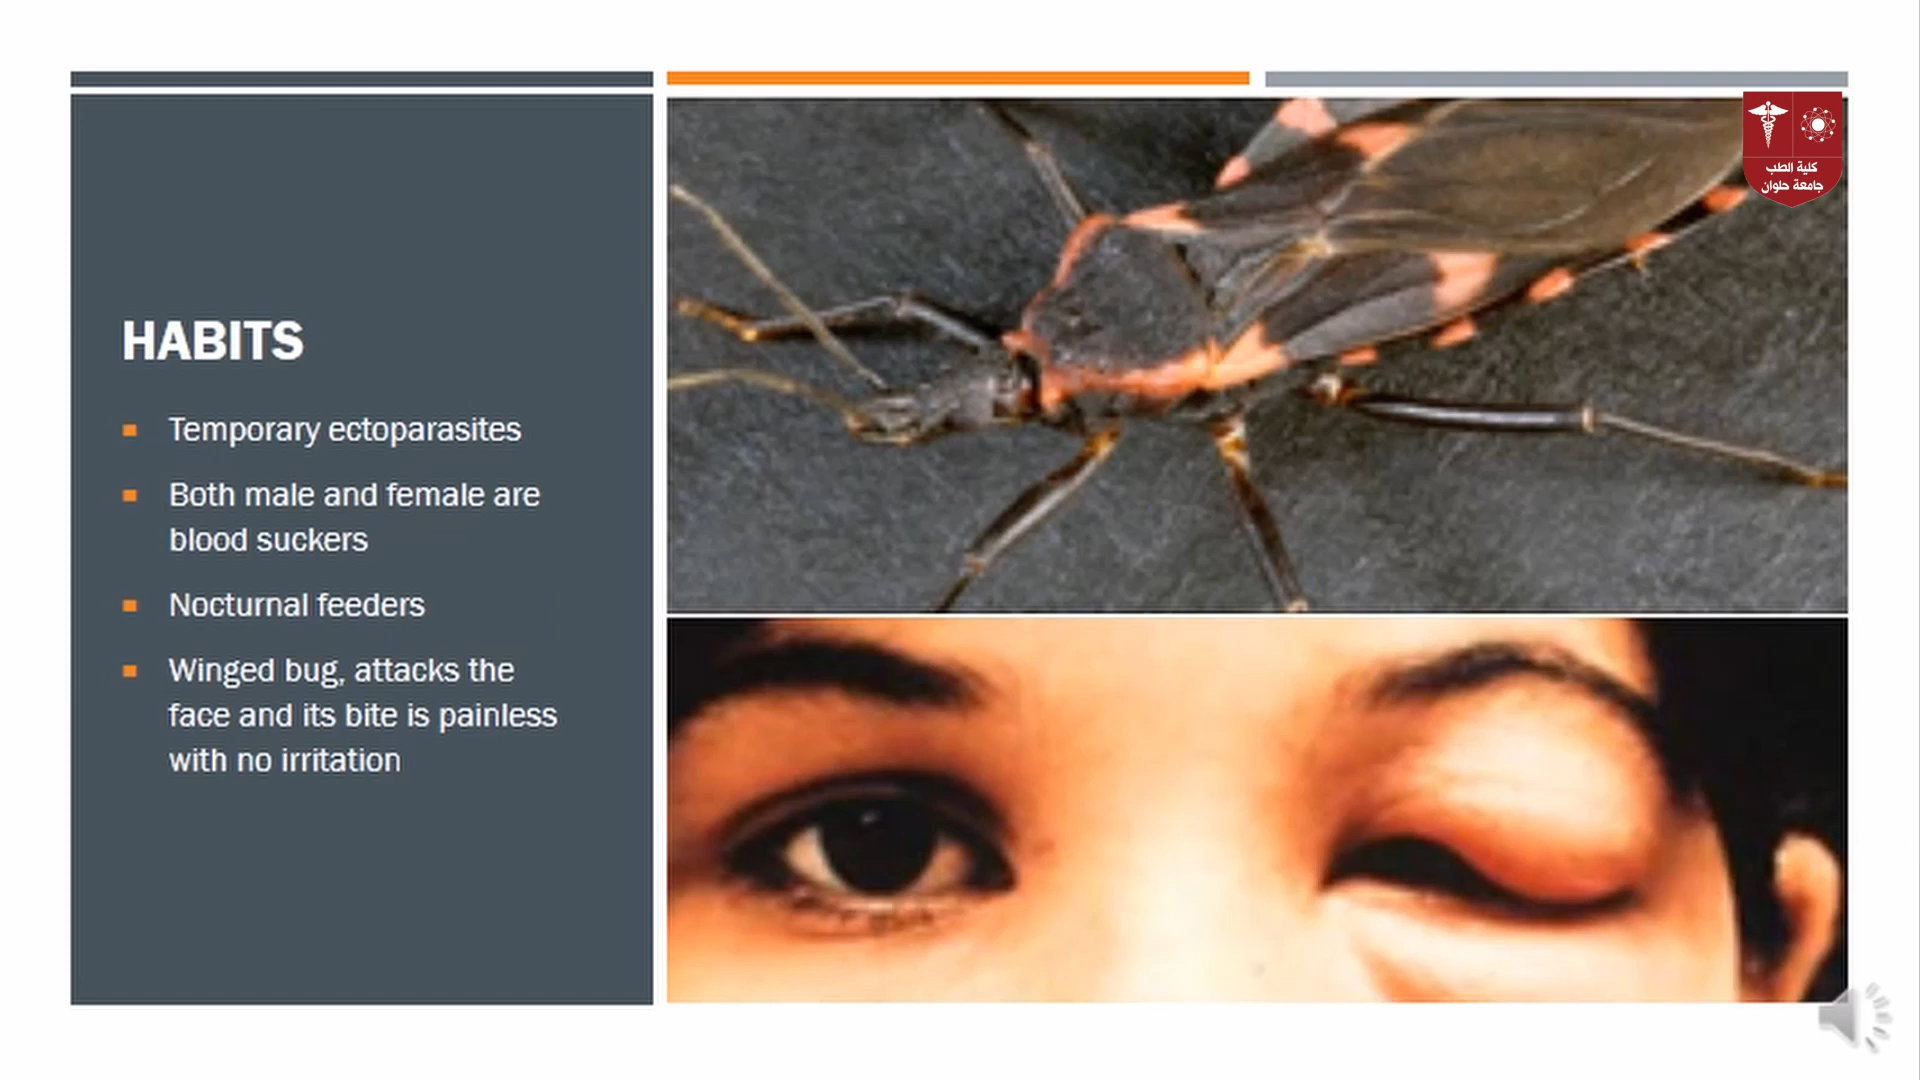 HABITS
Temporary ectoparasites
Both male and female are
blood suckers
Nocturnal feeders
Winged bug, attacks the
face and its bite is painless
with no irritation
كلية الطب
جامعة حلوان